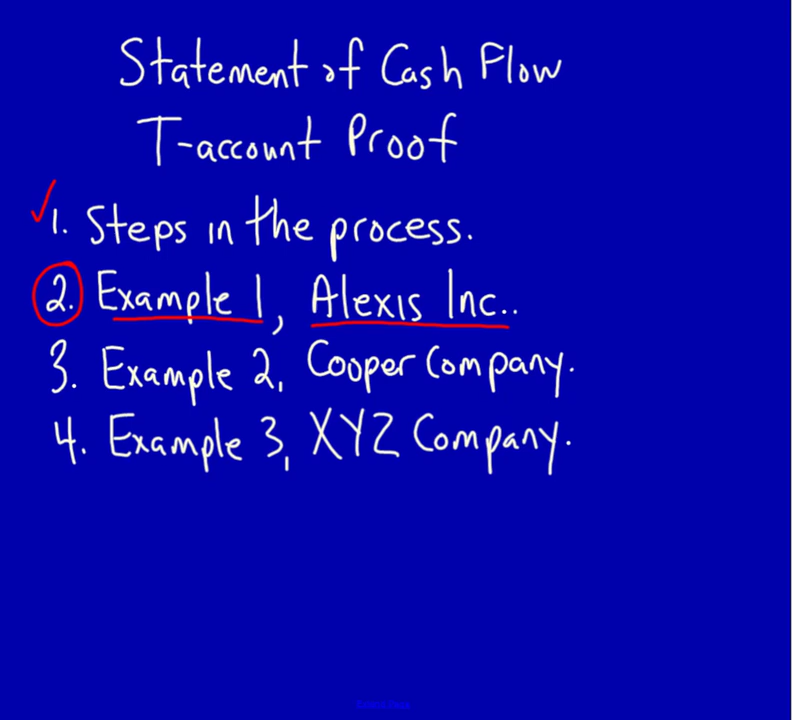 Statement of Cash Flow
T-account Proof
1. Steps in the process.
2. Example 1, Alexis Inc..
3. Example 2, Cooper Company.
4. Example 3, XYZ Company.